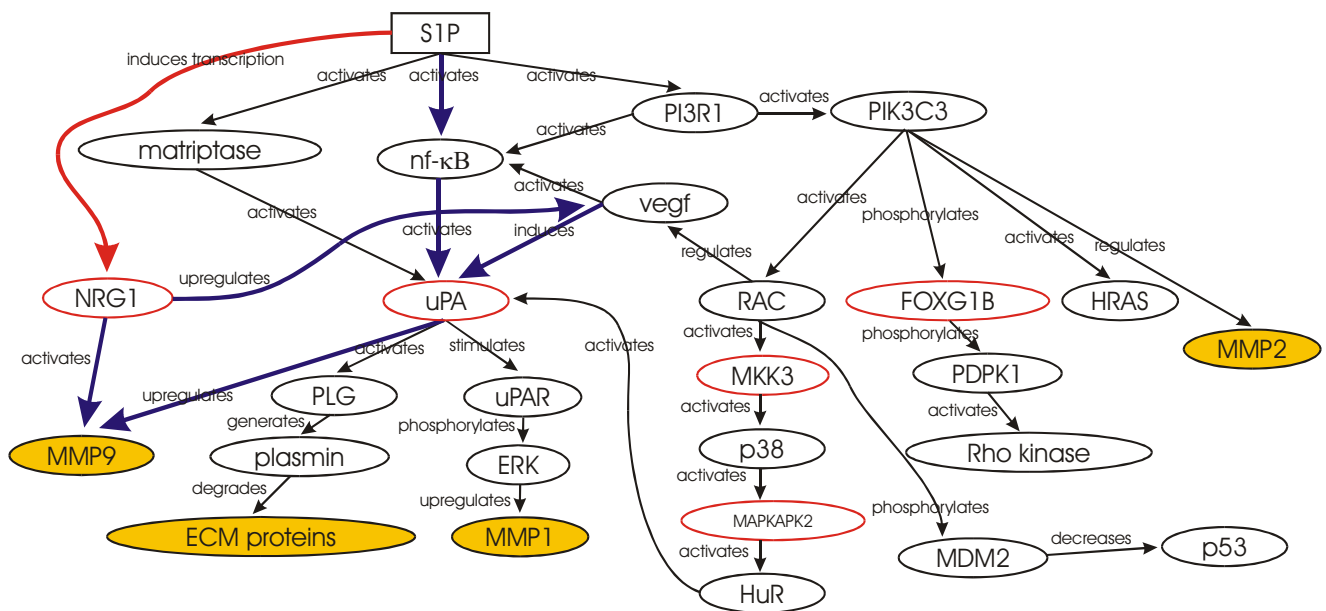 S1P
induces transcription
activates
activates
activates
PI3R1
activates
PIK3C3
matriptase
nf-κB
activates
activates
vegf
activates
activates
induces
activates
phosphorylates
activates
regulates
regulates
NRG1
upregulates
uPA
RAC
FOXG1B
HRAS
MMP2
activates
activates
stimulates
activates
activates
phosphorylates
upregulates
PLG
uPAR
MKK3
PDPK1
generates
phosphorylates
activates
activates
MMP9
plasmin
ERK
p38
Rho kinase
degrades
upregulates
activates
phosphorylates
ECM proteins
MMP1
MAPKAPK2
activates
MDM2
decreases
p53
HuR